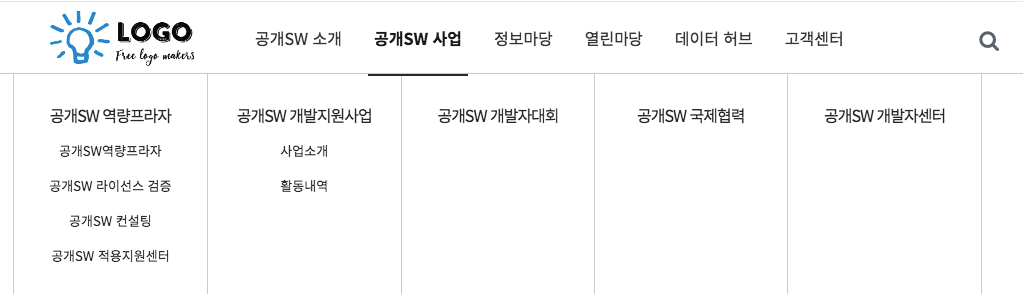 LOGO
Free logo makers
공개SW 소개
공개SW 사업
정보마당
열린마당
데이터 허브
고객센터
공개SW 역량프라자
공개SW역량프라자
공개SW 라이선스 검증
공개SW 컨설팅
공개SW 적용지원센터
공개SW 개발지원사업
사업소개
활동내역
공개SW 개발자대회
공개SW 국제협력
공개SW 개발자센터